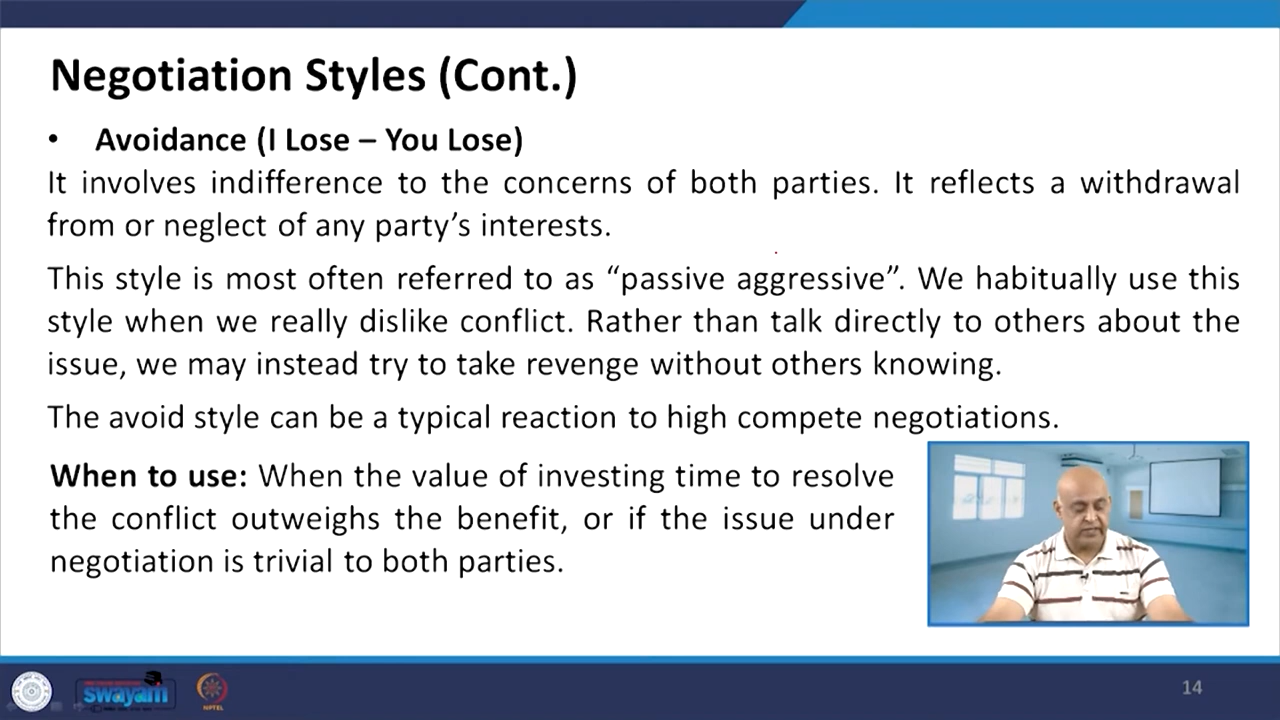 Negotiation Styles (Cont.)
• Avoidance (I Lose – You Lose)
It involves indifference to the concerns of both parties. It reflects a withdrawal
from or neglect of any party’s interests.
This style is most often referred to as “passive aggressive”. We habitually use this
style when we really dislike conflict. Rather than talk directly to others about the
issue, we may instead try to take revenge without others knowing.
The avoid style can be a typical reaction to high compete negotiations.
When to use: When the value of investing time to resolve
the conflict outweighs the benefit, or if the issue under
negotiation is trivial to both parties.
swayam
NPTEL
14